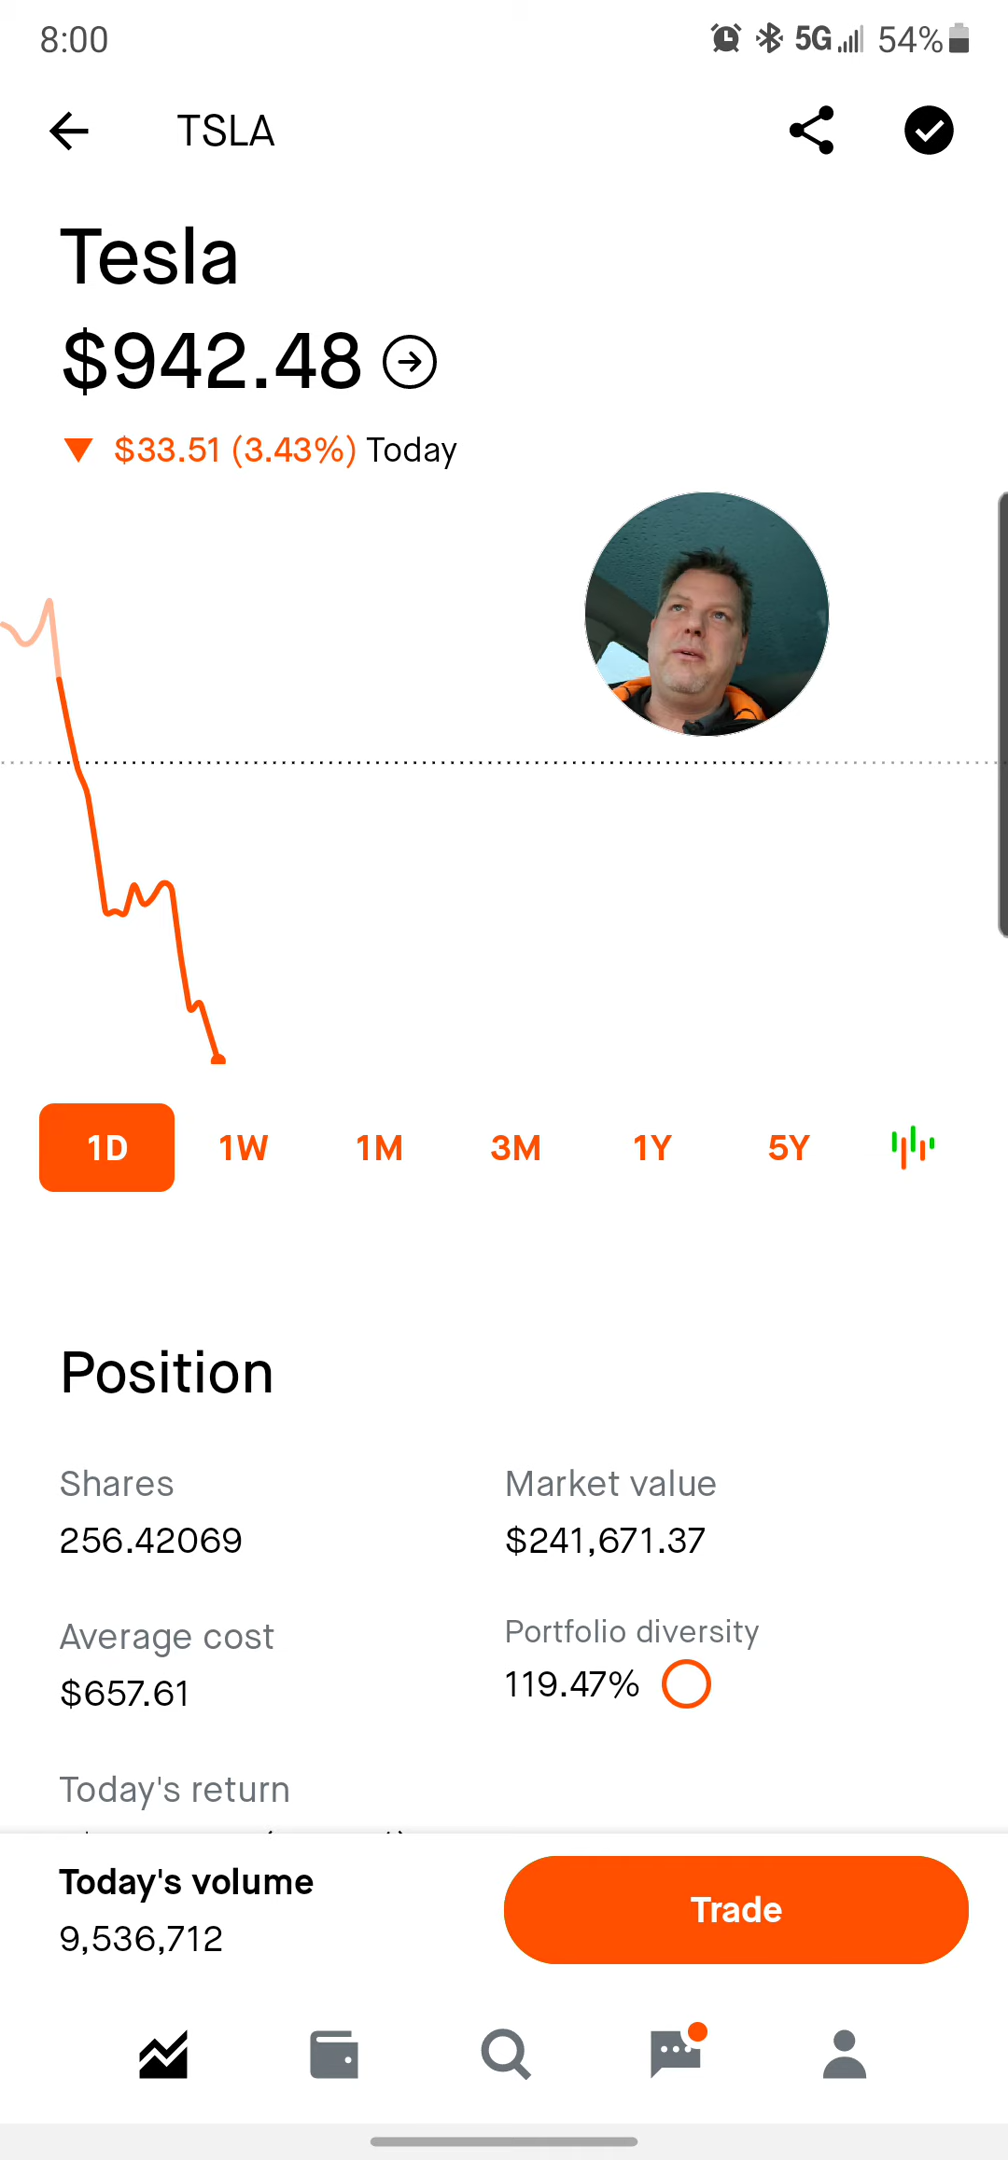 8:00 5G 54%
TSLA
Tesla
$942.48
$33.51 (3.43%) Today
1D 1W 1M 3M 1Y 5Y
Position
Shares Market value
256.42069 $241,671.37
Average cost Portfolio diversity
$657.61 119.47%
Today's return
Today's volume
9,536,712
Trade